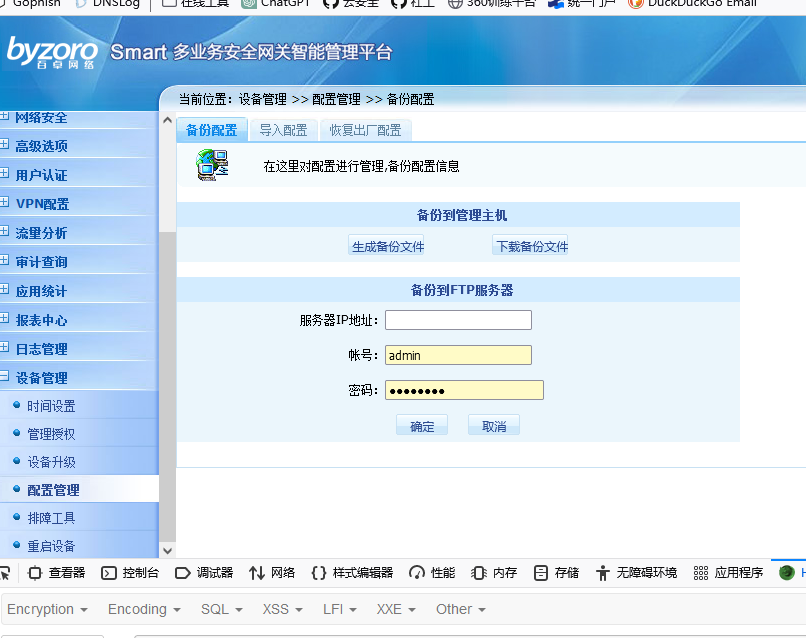 Gophish DNSLog 在线工具 ChatGPT 云安全 社工 360训练平台 统一门户 DuckDuckGo Email
byzoro 百卓网络 Smart 多业务安全网关智能管理平台
当前位置：设备管理 >> 配置管理 >> 备份配置
网络安全
高级选项
用户认证
VPN配置
流量分析
审计查询
应用统计
报表中心
日志管理
设备管理
时间设置
管理授权
设备升级
配置管理
排障工具
重启设备
备份配置 导入配置 恢复出厂配置
在这里对配置进行管理,备份配置信息
备份到管理主机
生成备份文件 下载备份文件
备份到FTP服务器
服务器IP地址：
帐号： admin
密码： ●●●●●●●●
确定 取消
查看器 控制台 调试器 网络 样式编辑器 性能 内存 存储 无障碍环境 应用程序 H
Encryption Encoding SQL XSS LFI XXE Other